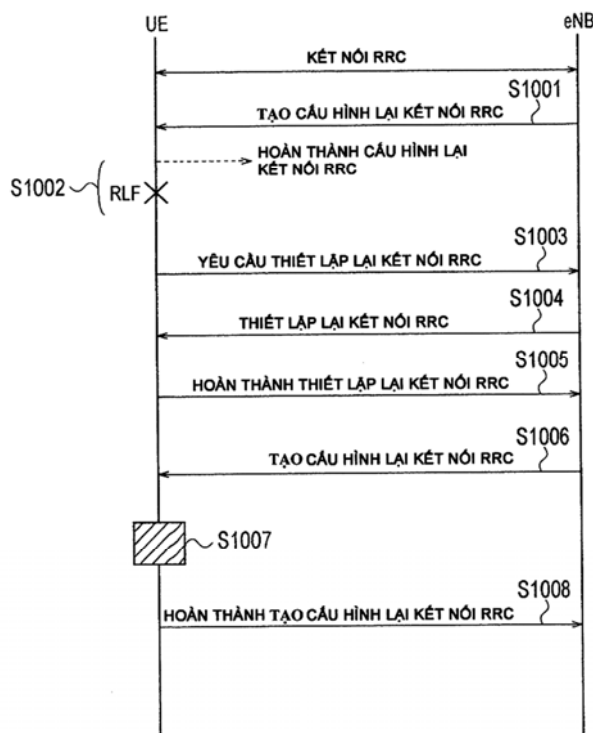 UE
eNB
KẾT NỐI RRC
S1001
TẠO CẤU HÌNH LẠI KẾT NỐI RRC
HOÀN THÀNH CẤU HÌNH LẠI
KẾT NỐI RRC
S1002
RLF
S1003
YÊU CẦU THIẾT LẬP LẠI KẾT NỐI RRC
S1004
THIẾT LẬP LẠI KẾT NỐI RRC
S1005
HOÀN THÀNH THIẾT LẬP LẠI KẾT NỐI RRC
S1006
TẠO CẤU HÌNH LẠI KẾT NỐI RRC
S1007
S1008
HOÀN THÀNH TẠO CẤU HÌNH LẠI KẾT NỐI RRC